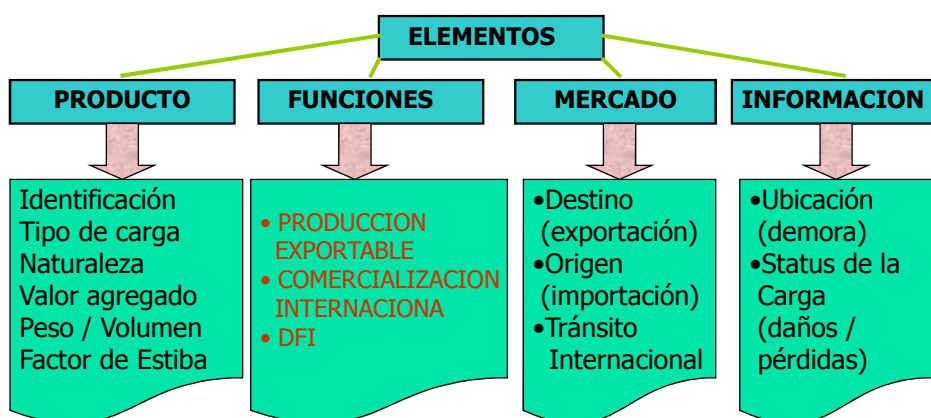 ELEMENTOS
PRODUCTO
FUNCIONES
MERCADO
INFORMACION
Identificación
Tipo de carga
Naturaleza
Valor agregado
Peso / Volumen
Factor de Estiba
• PRODUCCION
EXPORTABLE
• COMERCIALIZACION
INTERNACIONA
• DFI
•Destino
(exportación)
•Origen
(importación)
•Tránsito
Internacional
•Ubicación
(demora)
•Status de la
Carga
(daños /
pérdidas)